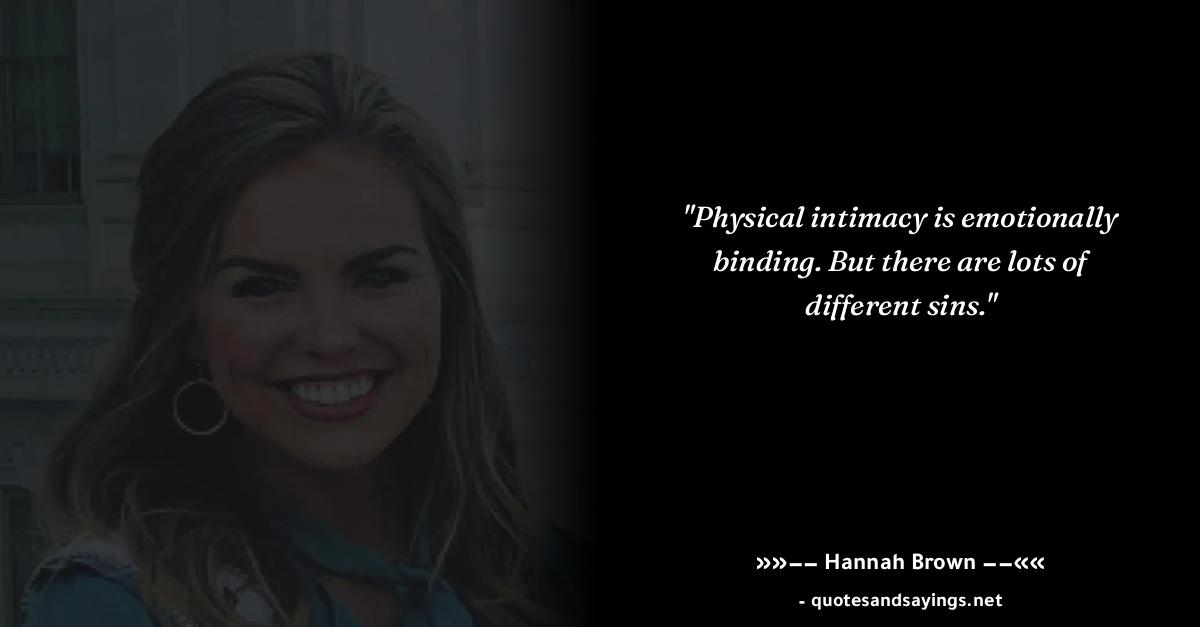 "Physical intimacy is emotionally
binding. But there are lots of
different sins."
»»−− Hannah Brown −−««
- quotesandsayings.net